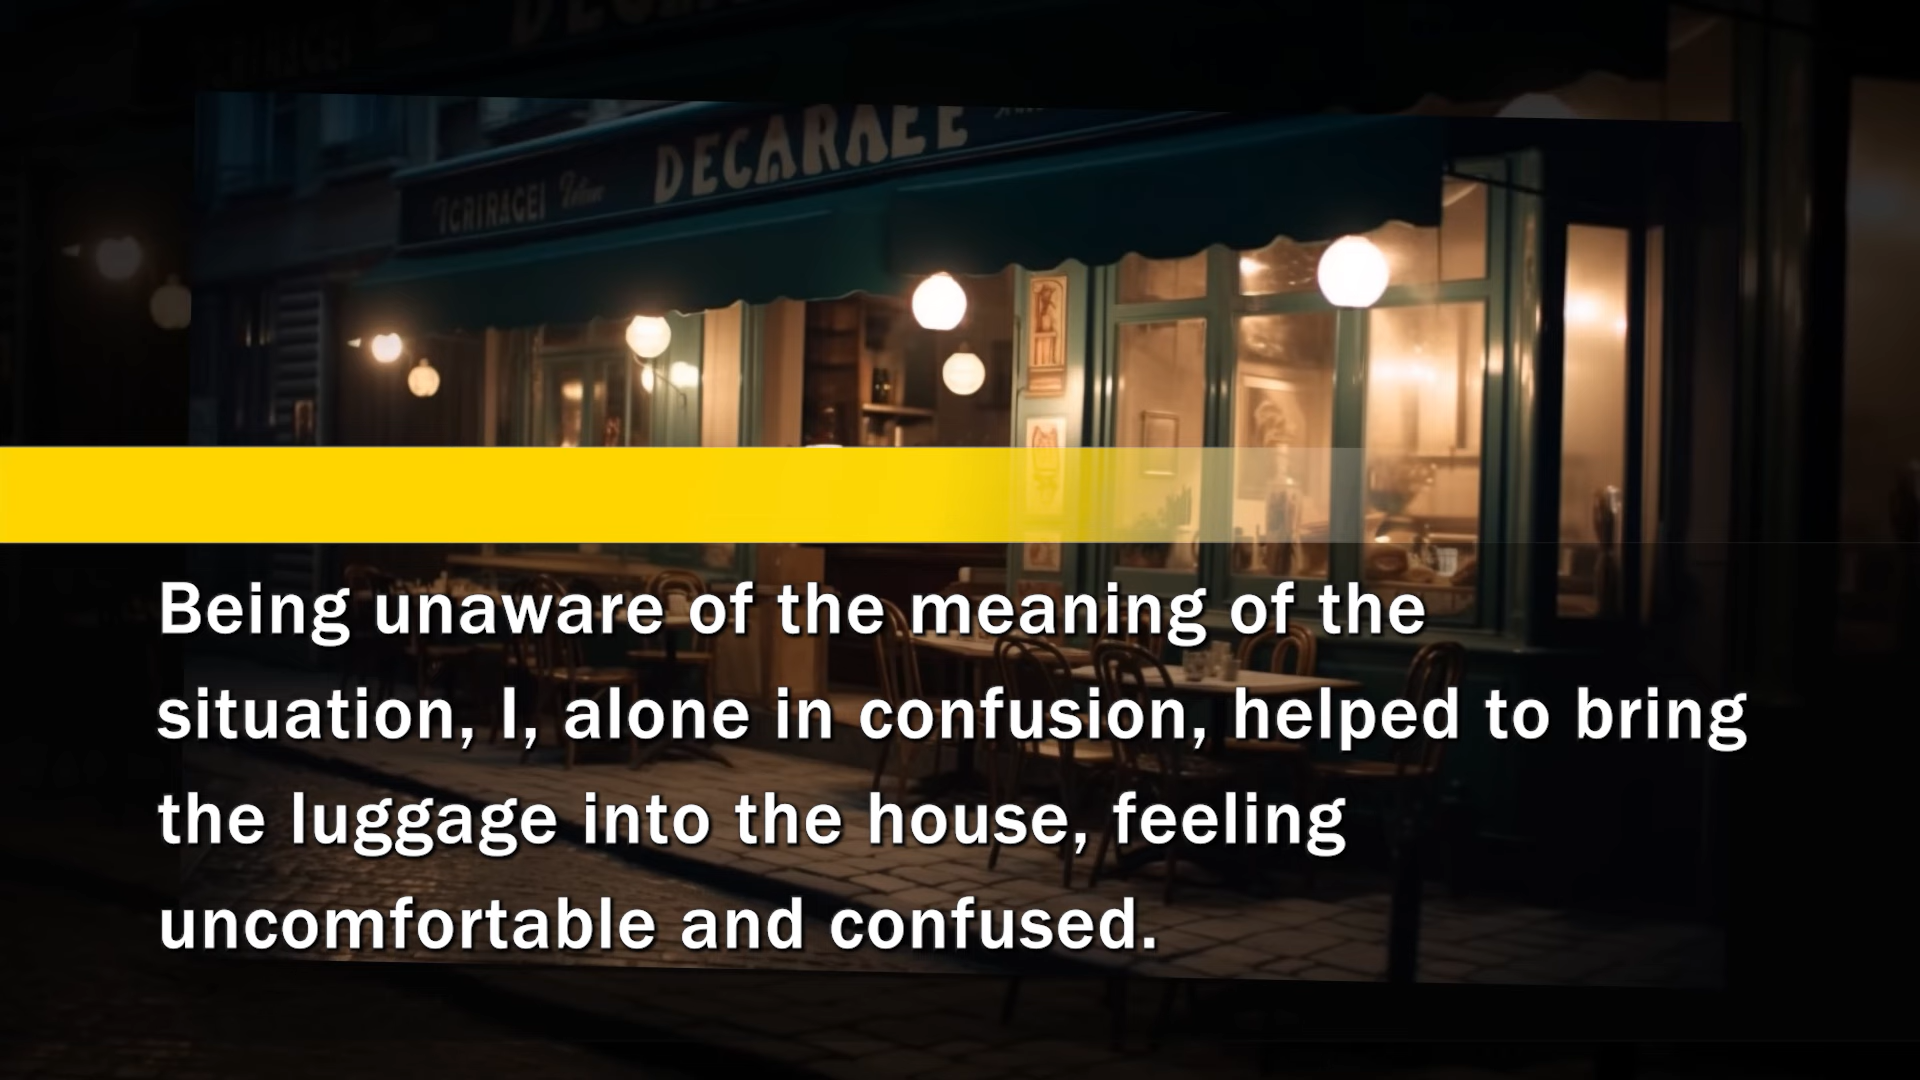 DECARAEE
Being unaware of the meaning of the
situation, I, alone in confusion, helped to bring
the luggage into the house, feeling
uncomfortable and confused.